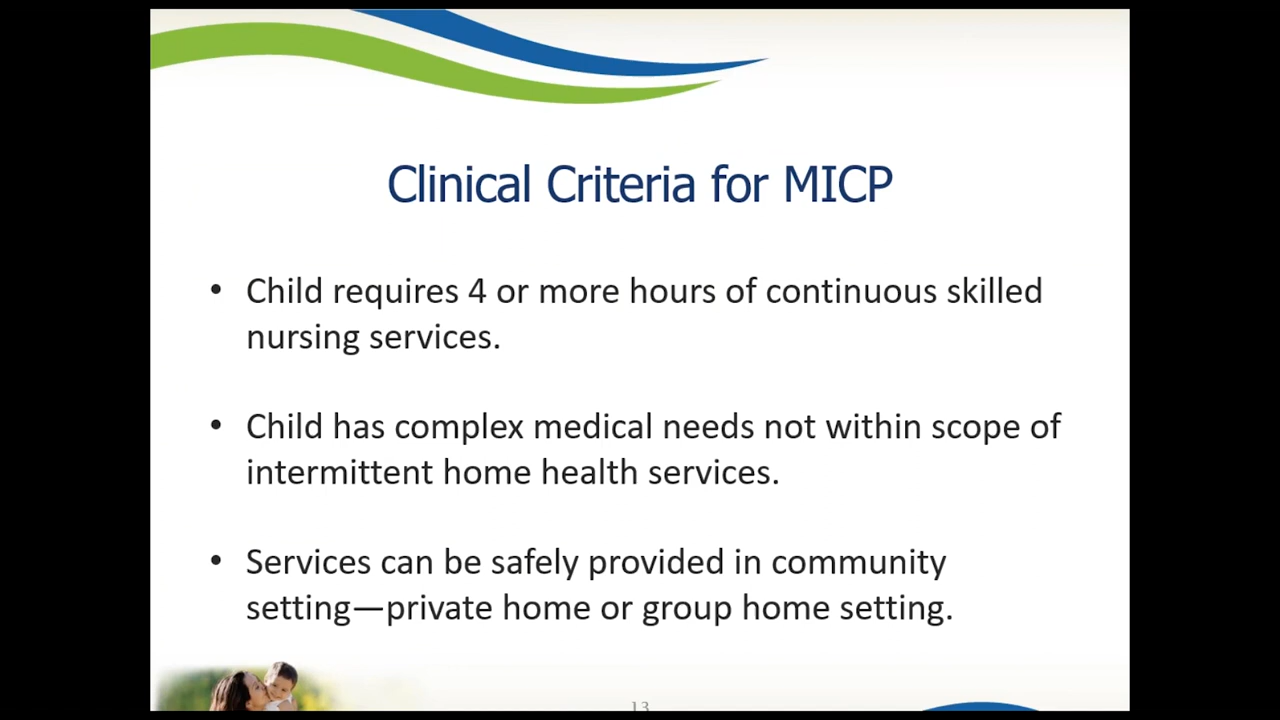 Clinical Criteria for MICP
• Child requires 4 or more hours of continuous skilled
nursing services.
• Child has complex medical needs not within scope of
intermittent home health services.
• Services can be safely provided in community
setting—private home or group home setting.
13